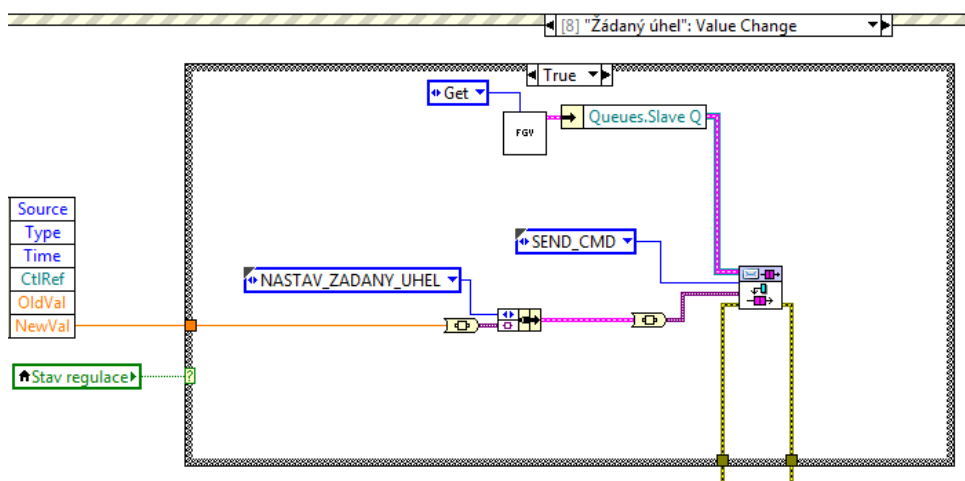 [8] "Žádaný úhel": Value Change
True
Get
Queues.Slave Q
FGV
Source
Type
Time
CtlRef
OldVal
NewVal
SEND_CMD
NASTAV_ZADANY_UHEL
Stav regulace
?